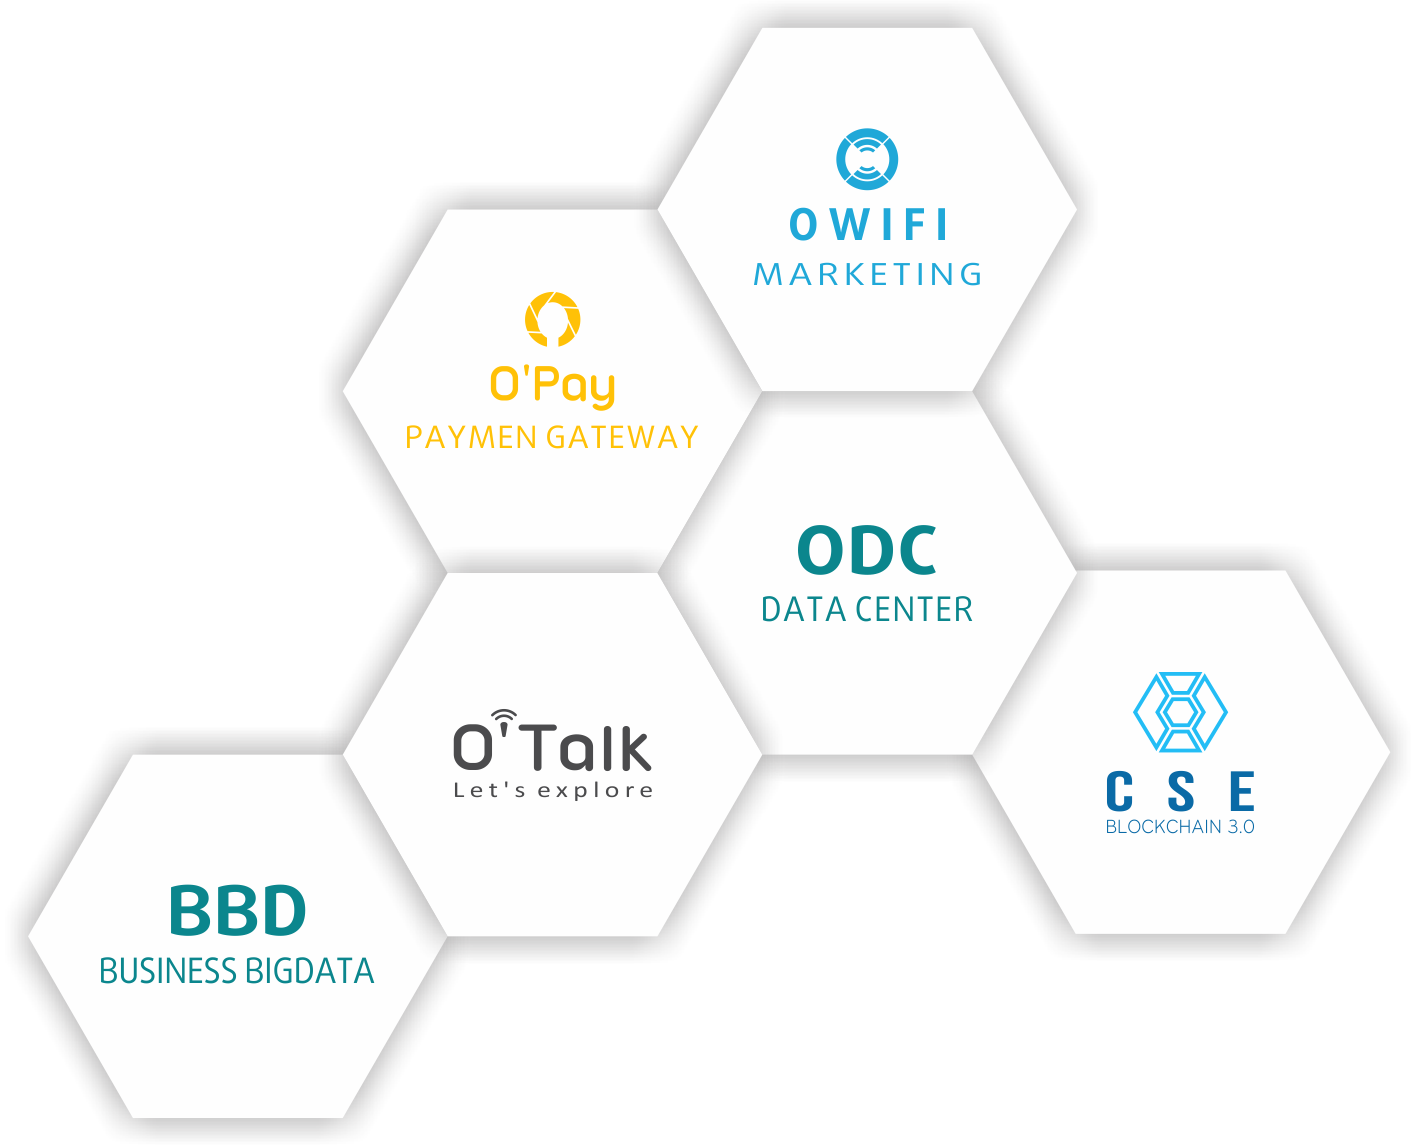 OWIFI
MARKETING
O'Pay
PAYMEN GATEWAY
ODC
DATA CENTER
O'Talk
Let's explore
CSE
BLOCKCHAIN 3.0
BBD
BUSINESS BIGDATA